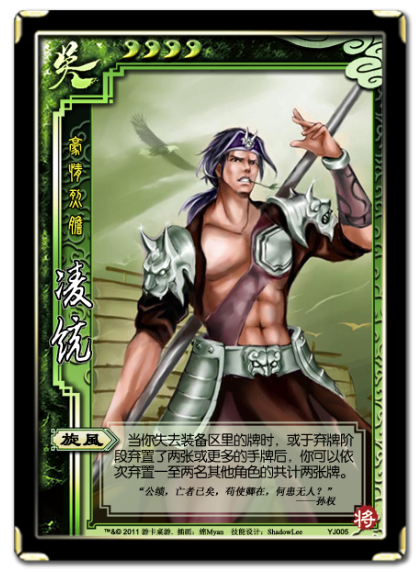 吴
豪情烈胆
凌统
旋風
当你失去装备区里的牌时，或于弃牌阶
段弃置了两张或更多的手牌后，你可以依
次弃置一至两名其他角色的共计两张牌。
“公绩，亡者已矣，苟使卿在，何患无人？”
——孙权
™&© 2011 游卡桌游. 插画：绵Myan 技能设计：ShadowLee YJ005
将